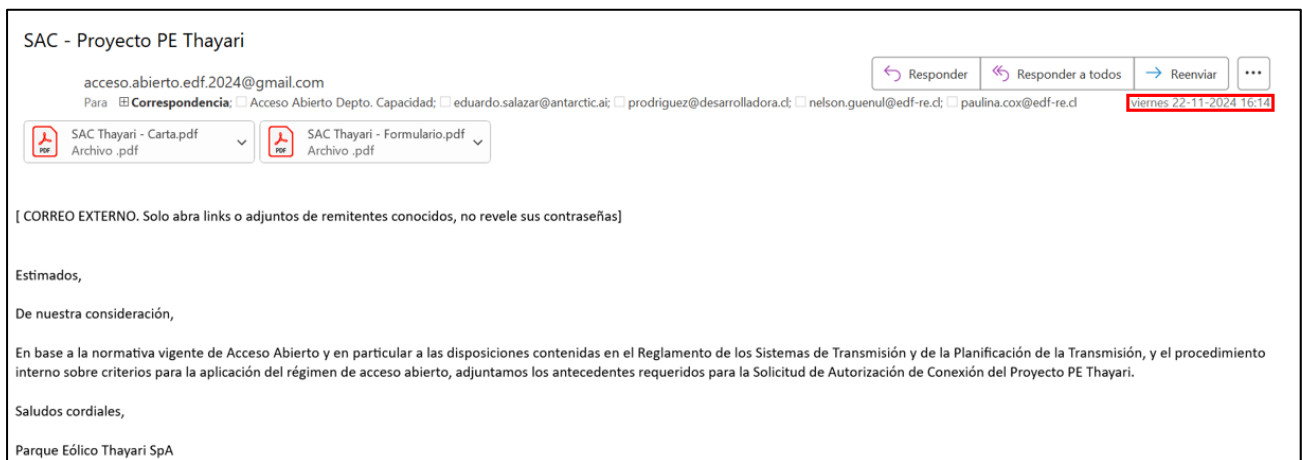 SAC - Proyecto PE Thayari
acceso.abierto.edf.2024@gmail.com
Responder
Responder a todos
Reenviar
Para Correspondencia; Acceso Abierto Depto. Capacidad; eduardo.salazar@antarctic.ai; prodriguez@desarrolladora.cl; nelson.guenul@edf-re.cl; paulina.cox@edf-re.cl
viernes 22-11-2024 16:14
SAC Thayari - Carta.pdf
Archivo .pdf
SAC Thayari - Formulario.pdf
Archivo .pdf
[ CORREO EXTERNO. Solo abra links o adjuntos de remitentes conocidos, no revele sus contraseñas]
Estimados,
De nuestra consideración,
En base a la normativa vigente de Acceso Abierto y en particular a las disposiciones contenidas en el Reglamento de los Sistemas de Transmisión y de la Planificación de la Transmisión, y el procedimiento
interno sobre criterios para la aplicación del régimen de acceso abierto, adjuntamos los antecedentes requeridos para la Solicitud de Autorización de Conexión del Proyecto PE Thayari.
Saludos cordiales,
Parque Eólico Thayari SpA